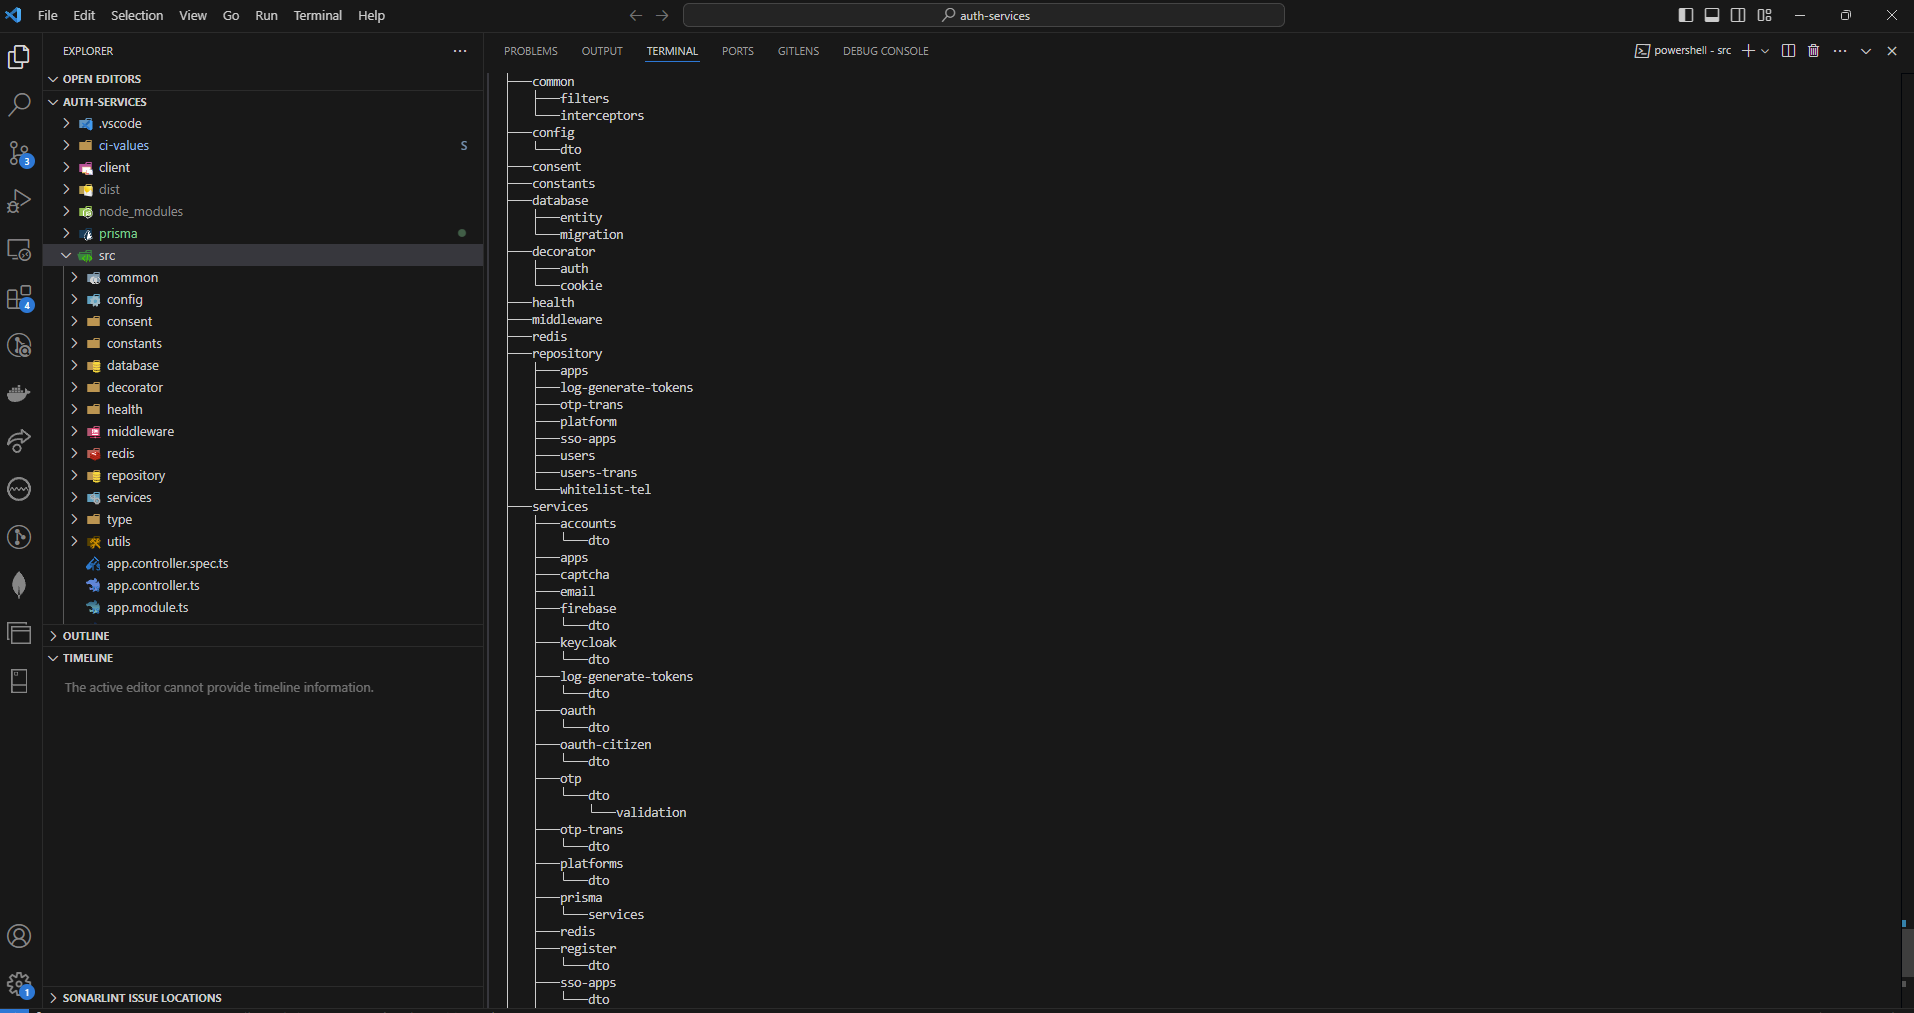 File Edit Selection View Go Run Terminal Help
auth-services
EXPLORER
OPEN EDITORS
AUTH-SERVICES
.vscode
ci-values S
client
dist
node_modules
prisma
src
common
config
consent
constants
database
decorator
health
middleware
redis
repository
services
type
utils
app.controller.spec.ts
app.controller.ts
app.module.ts
OUTLINE
TIMELINE
The active editor cannot provide timeline information.
SONARLINT ISSUE LOCATIONS
3
4
1
PROBLEMS OUTPUT TERMINAL PORTS GITLENS DEBUG CONSOLE
powershell - src
├───common
│   ├───filters
│   └───interceptors
├───config
│   └───dto
├───consent
├───constants
├───database
│   ├───entity
│   └───migration
├───decorator
│   ├───auth
│   └───cookie
├───health
├───middleware
├───redis
├───repository
│   ├───apps
│   ├───log-generate-tokens
│   ├───otp-trans
│   ├───platform
│   ├───sso-apps
│   ├───users
│   ├───users-trans
│   └───whitelist-tel
├───services
│   ├───accounts
│   │   └───dto
│   ├───apps
│   ├───captcha
│   ├───email
│   ├───firebase
│   │   └───dto
│   ├───keycloak
│   │   └───dto
│   ├───log-generate-tokens
│   │   └───dto
│   ├───oauth
│   │   └───dto
│   ├───oauth-citizen
│   │   └───dto
│   ├───otp
│   │   └───dto
│   │       └───validation
│   ├───otp-trans
│   │   └───dto
│   ├───platforms
│   │   └───dto
│   ├───prisma
│   │   └───services
│   ├───redis
│   ├───register
│   │   └───dto
│   ├───sso-apps
│   │   └───dto